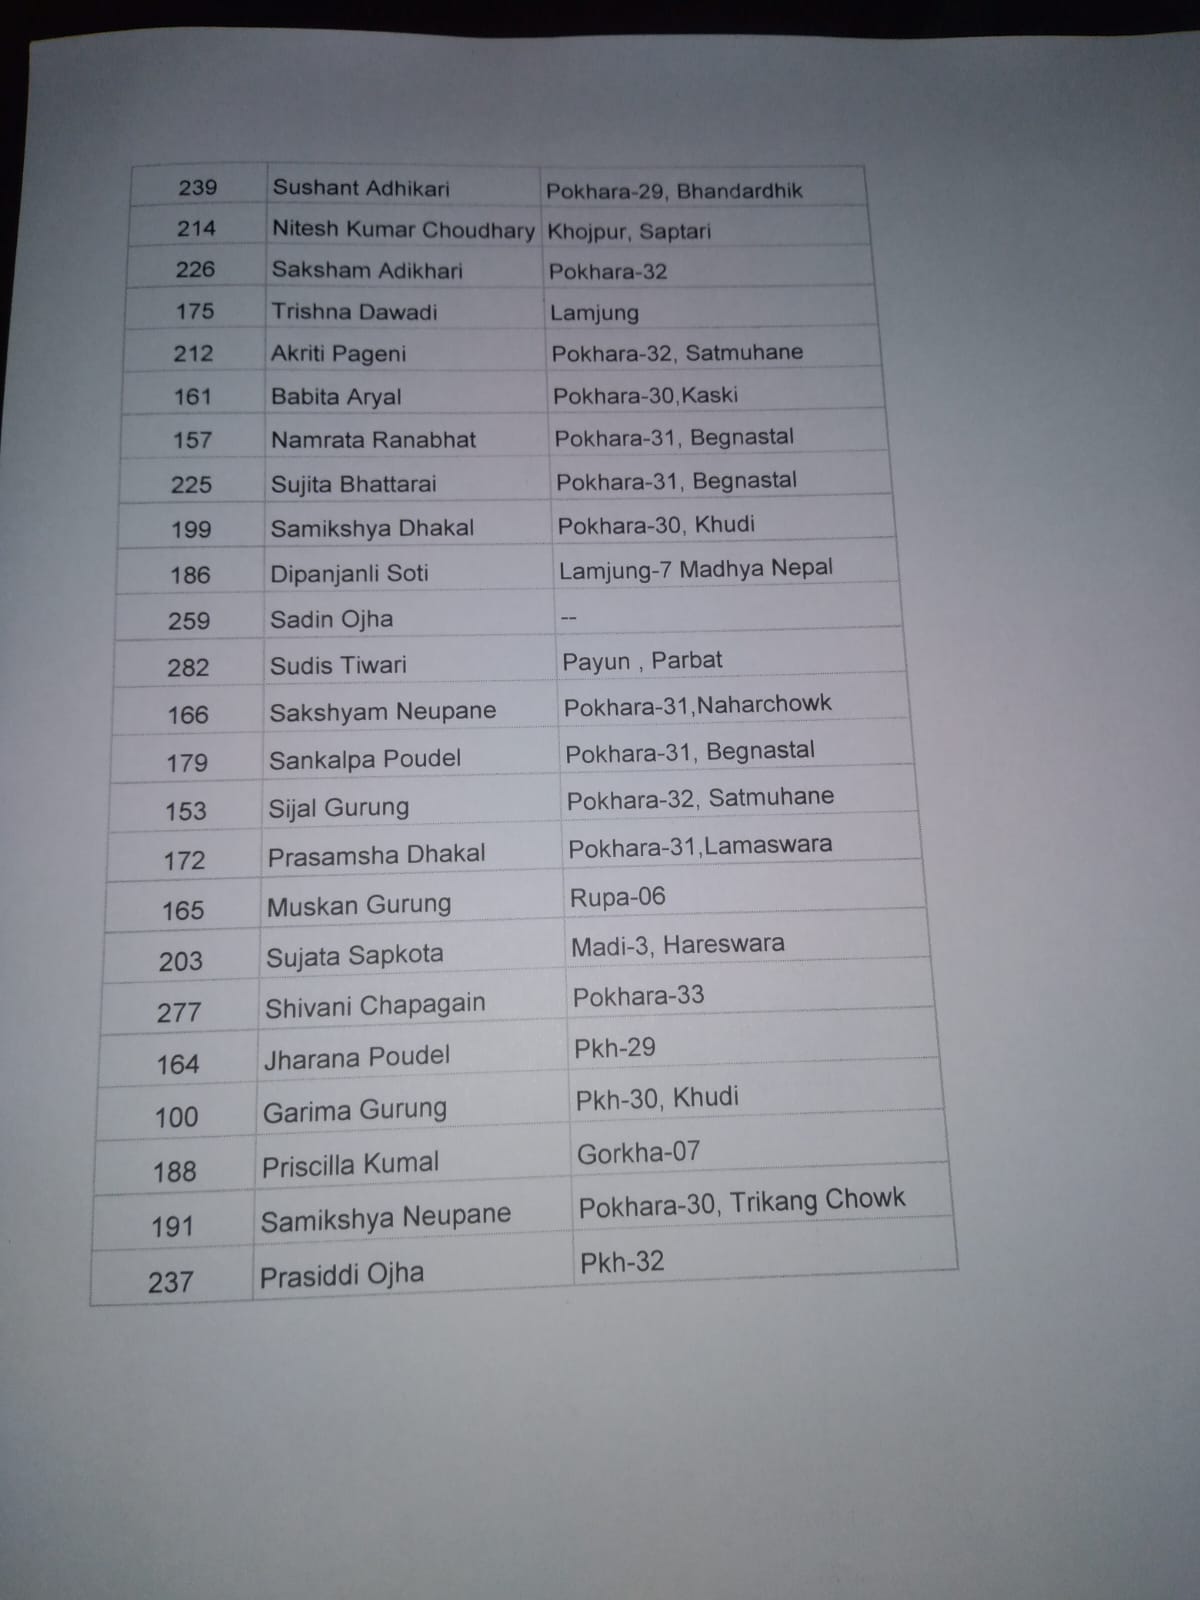 239 Sushant Adhikari Pokhara-29, Bhandardhik
214 Nitesh Kumar Choudhary Khojpur, Saptari
226 Saksham Adikhari Pokhara-32
175 Trishna Dawadi Lamjung
212 Akriti Pageni Pokhara-32, Satmuhane
161 Babita Aryal Pokhara-30,Kaski
157 Namrata Ranabhat Pokhara-31, Begnastal
225 Sujita Bhattarai Pokhara-31, Begnastal
199 Samikshya Dhakal Pokhara-30, Khudi
186 Dipanjanli Soti Lamjung-7 Madhya Nepal
259 Sadin Ojha --
282 Sudis Tiwari Payun , Parbat
166 Sakshyam Neupane Pokhara-31,Naharchowk
179 Sankalpa Poudel Pokhara-31, Begnastal
153 Sijal Gurung Pokhara-32, Satmuhane
172 Prasamsha Dhakal Pokhara-31,Lamaswara
165 Muskan Gurung Rupa-06
203 Sujata Sapkota Madi-3, Hareswara
277 Shivani Chapagain Pokhara-33
164 Jharana Poudel Pkh-29
100 Garima Gurung Pkh-30, Khudi
188 Priscilla Kumal Gorkha-07
191 Samikshya Neupane Pokhara-30, Trikang Chowk
237 Prasiddi Ojha Pkh-32